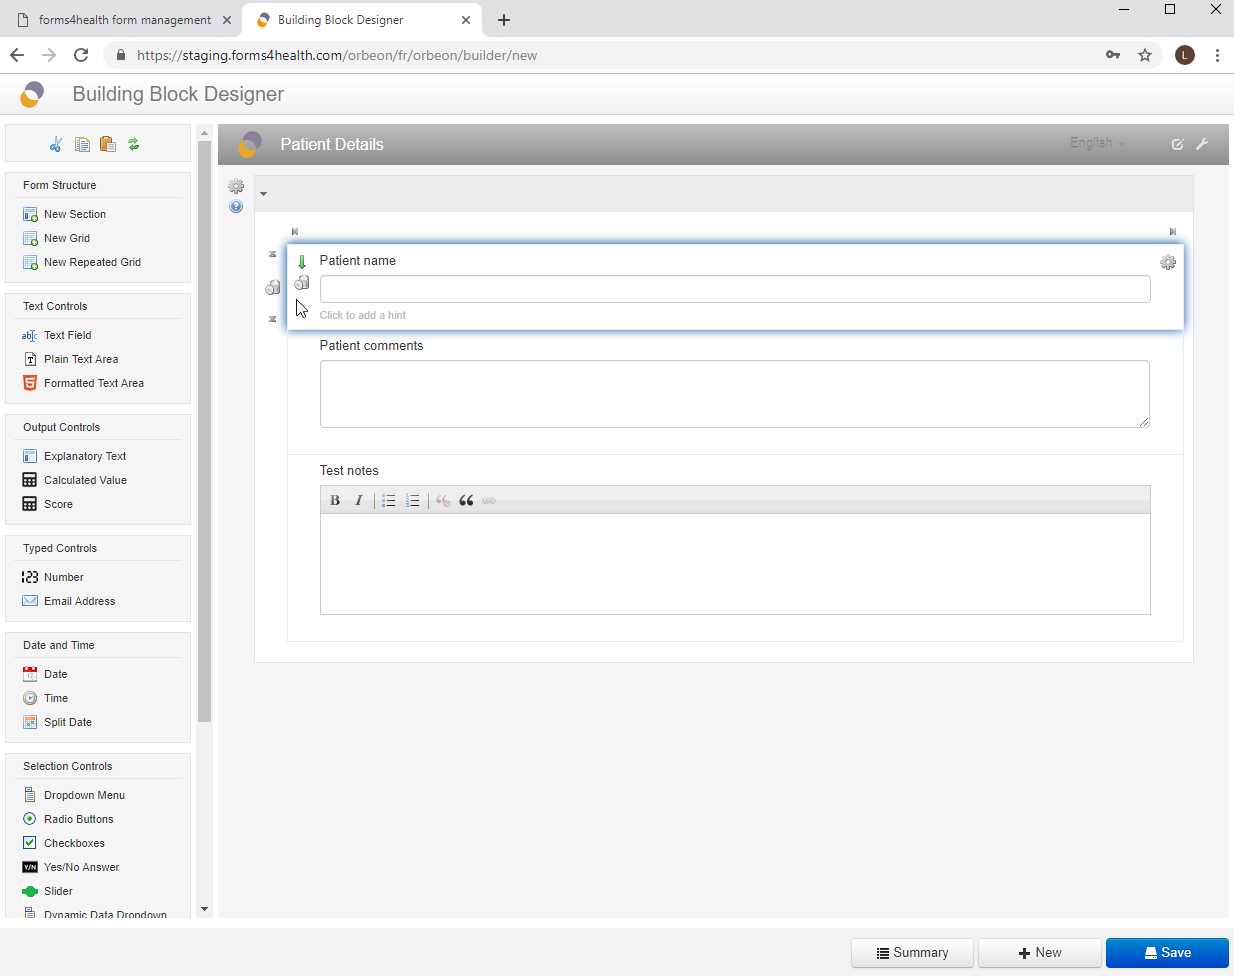 forms4health form management
Building Block Designer
https://staging.forms4health.com/orbeon/fr/orbeon/builder/new
L
Building Block Designer
Patient Details
English
Form Structure
New Section
New Grid
New Repeated Grid
Text Controls
Text Field
Plain Text Area
Formatted Text Area
Output Controls
Explanatory Text
Calculated Value
Score
Typed Controls
Number
Email Address
Date and Time
Date
Time
Split Date
Selection Controls
Dropdown Menu
Radio Buttons
Checkboxes
Y/N Yes/No Answer
Slider
Dynamic Data Dropdown
Patient name
Click to add a hint
Patient comments
Test notes
B I
Summary
New
Save